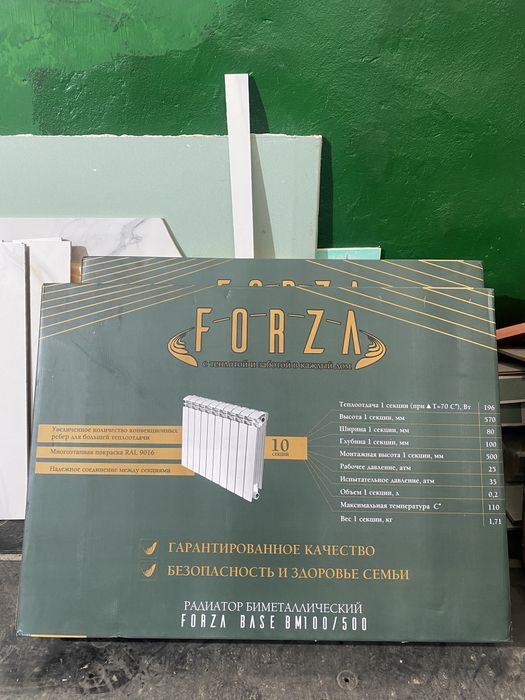 FORZA
FORZA
с теплотой и заботой в каждый дом
Увеличенное количество конвекционных
ребер для большей теплоотдачи
Многоэтапная покраска RAL 9016
Надежное соединение между секциями
10
секций
Теплоотдача 1 секции (при ▲T+70 C°), Вт 196
Высота 1 секции, мм 570
Ширина 1 секции, мм 80
Глубина 1 секции, мм 100
Монтажная высота 1 секции, мм 500
Рабочее давление, атм 25
Испытательное давление, атм 35
Объем 1 секции, л 0,2
Максимальная температура C° 110
Вес 1 секции, кг 1,71
ГАРАНТИРОВАННОЕ КАЧЕСТВО
БЕЗОПАСНОСТЬ И ЗДОРОВЬЕ СЕМЬИ
РАДИАТОР БИМЕТАЛЛИЧЕСКИЙ
FORZA BASE BM100/500